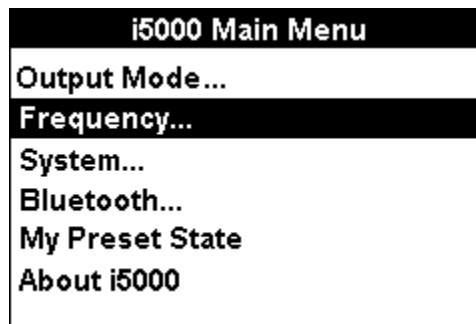 i5000 Main Menu
Output Mode...
Frequency...
System...
Bluetooth...
My Preset State
About i5000